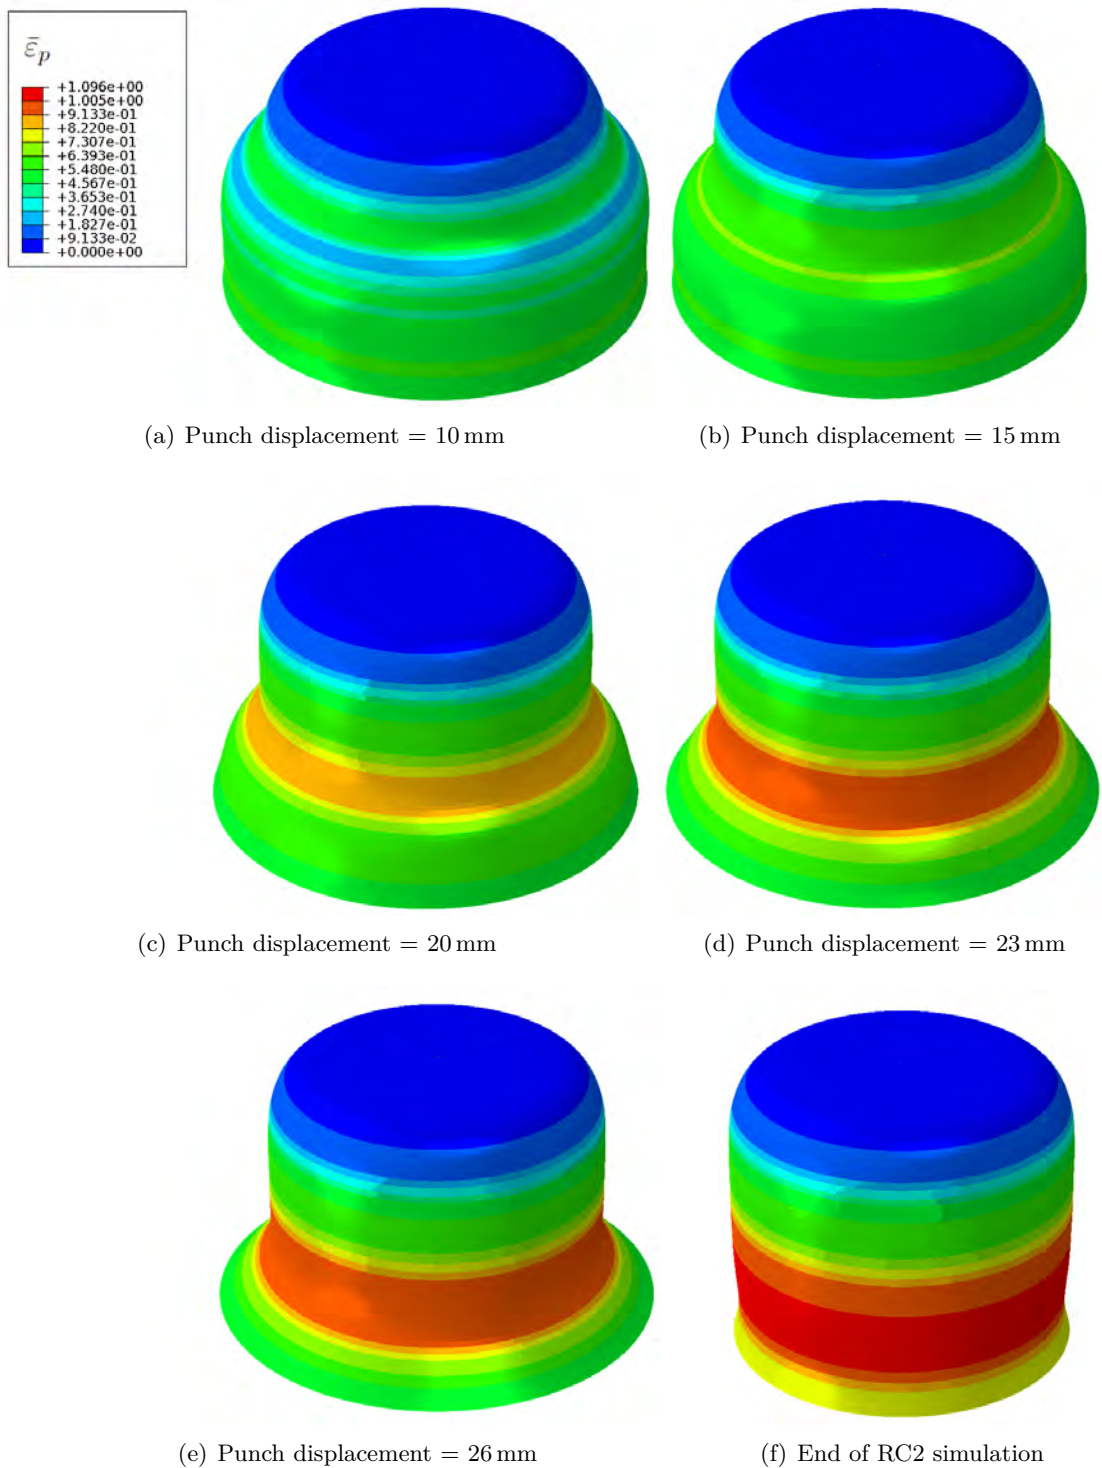 ε̄ₚ
+1.096e+00
+1.005e+00
+9.133e-01
+8.220e-01
+7.307e-01
+6.393e-01
+5.480e-01
+4.567e-01
+3.653e-01
+2.740e-01
+1.827e-01
+9.133e-02
+0.000e+00
(a) Punch displacement = 10 mm
(b) Punch displacement = 15 mm
(c) Punch displacement = 20 mm
(d) Punch displacement = 23 mm
(e) Punch displacement = 26 mm
(f) End of RC2 simulation